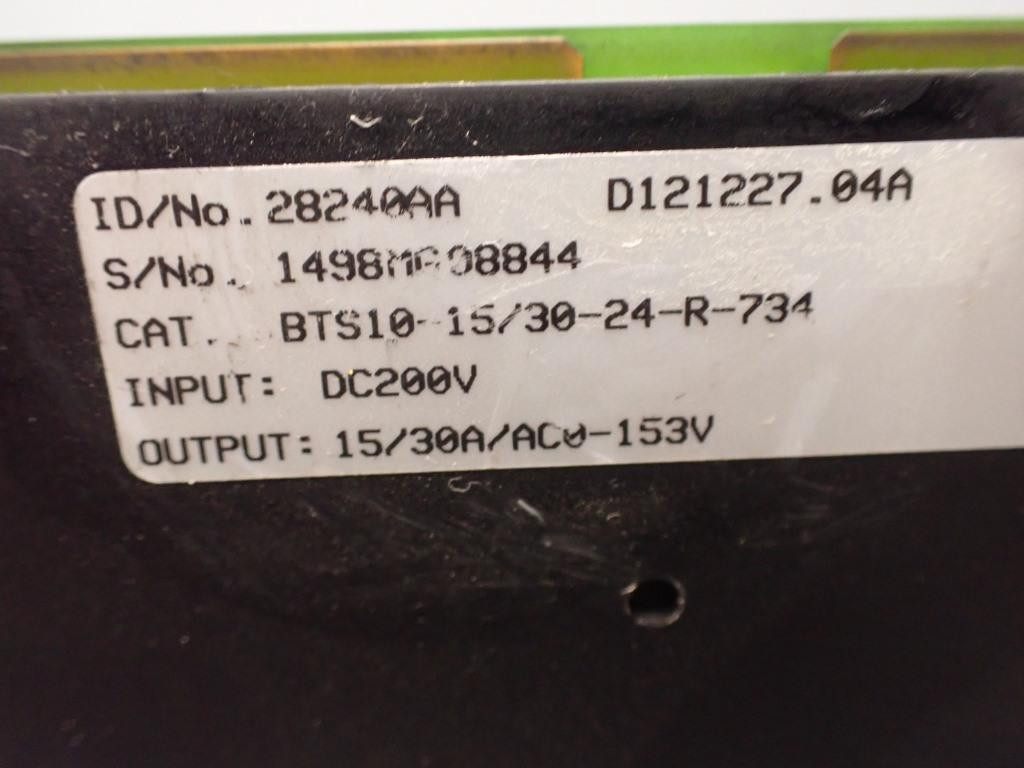 ID/No. 28240AA D121227.04A
S/No.
CAT. BTS10-15/30-24-R-734
INPUT: DC200V
OUTPUT: 15/30A/AC0-153V